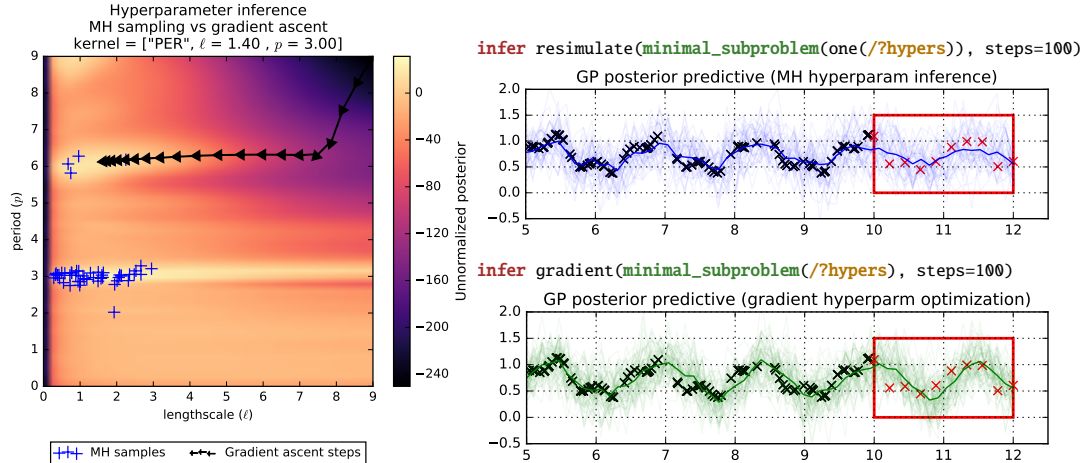 Hyperparameter inference
MH sampling vs gradient ascent
kernel = ["PER", ℓ = 1.40 , p = 3.00]
9
8
7
6
5
4
3
2
1
0
period (p)
0 1 2 3 4 5 6 7 8 9
lengthscale (ℓ)
0
−40
−80
−120
−160
−200
−240
Unnormalized posterior
MH samples
Gradient ascent steps
infer resimulate(minimal_subproblem(one(/?hypers)), steps=100)
GP posterior predictive (MH hyperparam inference)
2.0
1.5
1.0
0.5
0.0
−0.5
5 6 7 8 9 10 11 12
infer gradient(minimal_subproblem(/?hypers), steps=100)
GP posterior predictive (gradient hyperparm optimization)
2.0
1.5
1.0
0.5
0.0
−0.5
5 6 7 8 9 10 11 12